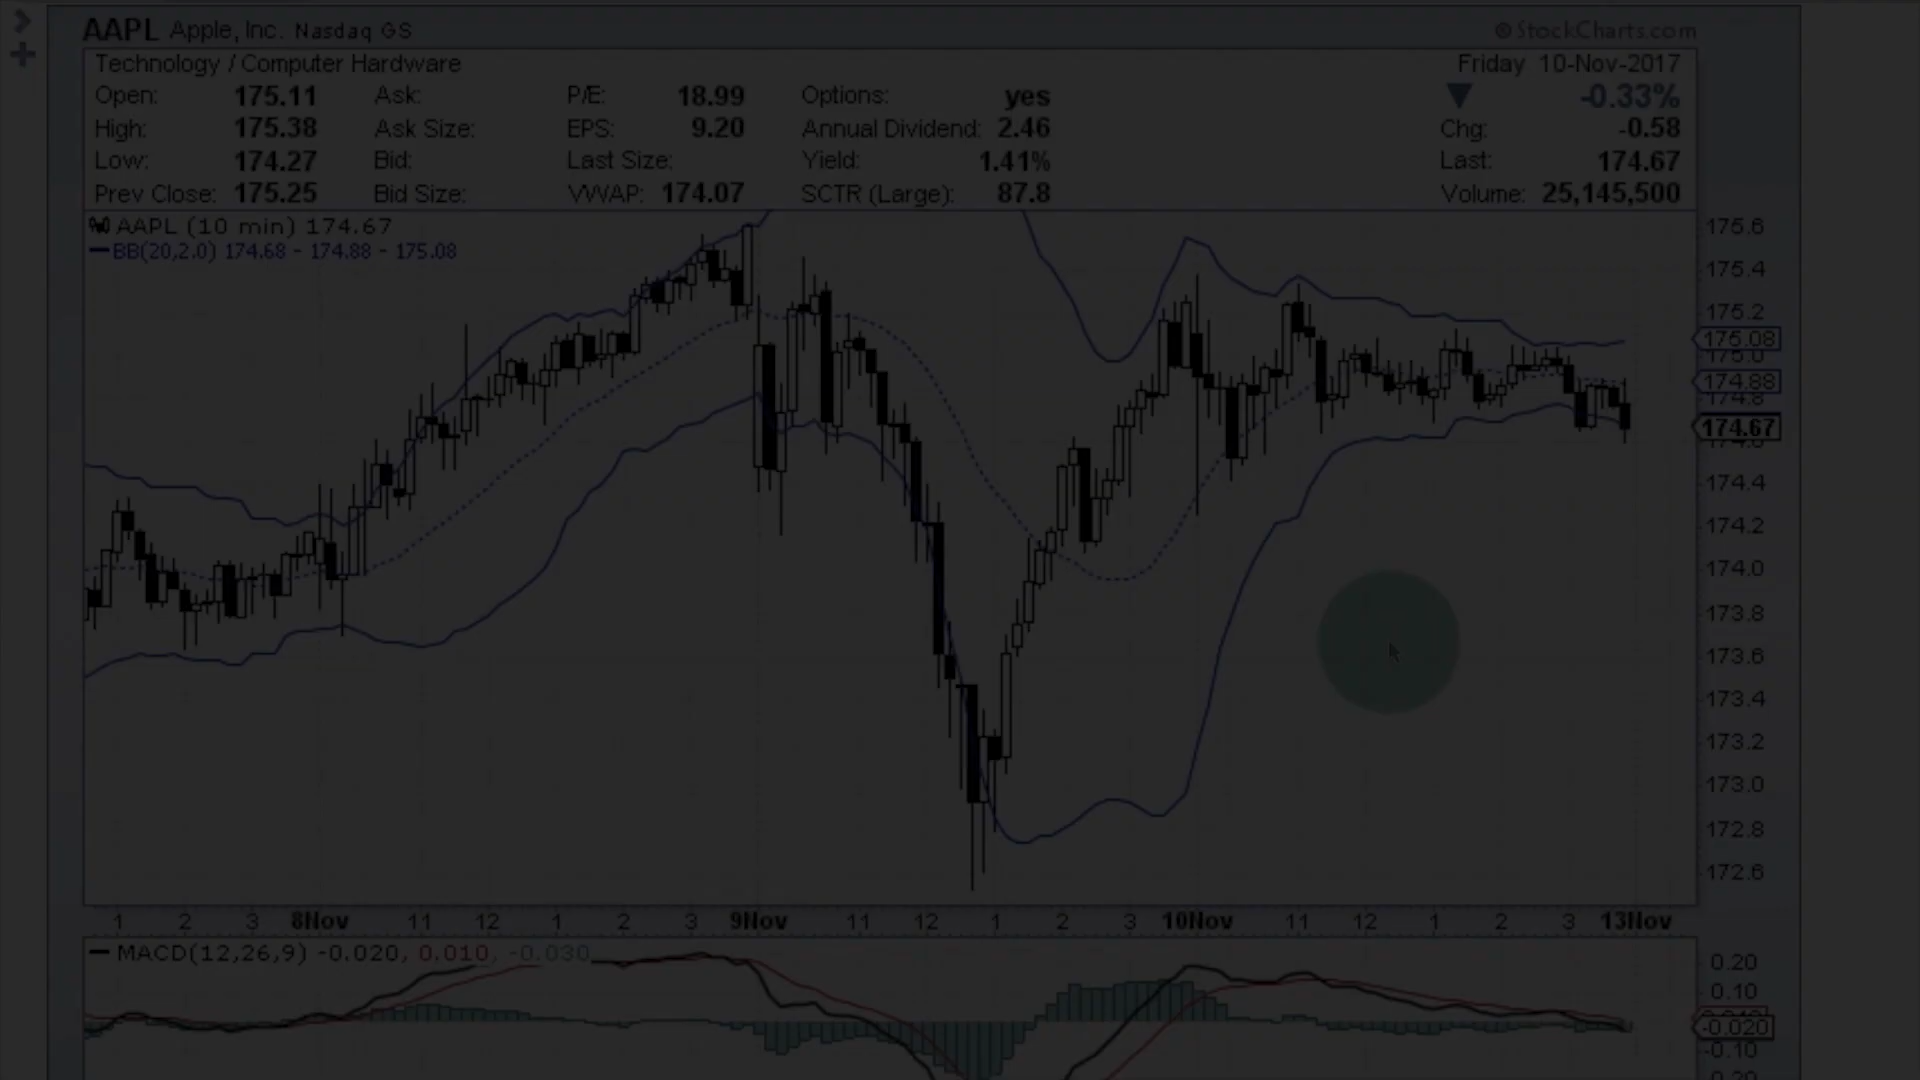 AAPL Apple, Inc. Nasdaq GS © StockCharts.com
Technology / Computer Hardware Friday 10-Nov-2017
Open: 175.11 Ask: P/E: 18.99 Options: yes -0.33%
High: 175.38 Ask Size: EPS: 9.20 Annual Dividend: 2.46 Chg: -0.58
Low: 174.27 Bid: Last Size: Yield: 1.41% Last: 174.67
Prev Close: 175.25 Bid Size: VWAP: 174.07 SCTR (Large): 87.8 Volume: 25,145,500
AAPL (10 min) 174.67
BB(20,2.0) 174.68 - 174.88 - 175.08
175.6
175.4
175.2
175.08
175.0
174.88
174.8
174.67
174.6
174.4
174.2
174.0
173.8
173.6
173.4
173.2
173.0
172.8
172.6
1 2 3 8Nov 11 12 1 2 3 9Nov 11 12 1 2 3 10Nov 11 12 1 2 3 13Nov
MACD(12,26,9) -0.020, 0.010, -0.030
0.20
0.10
-0.020
-0.10